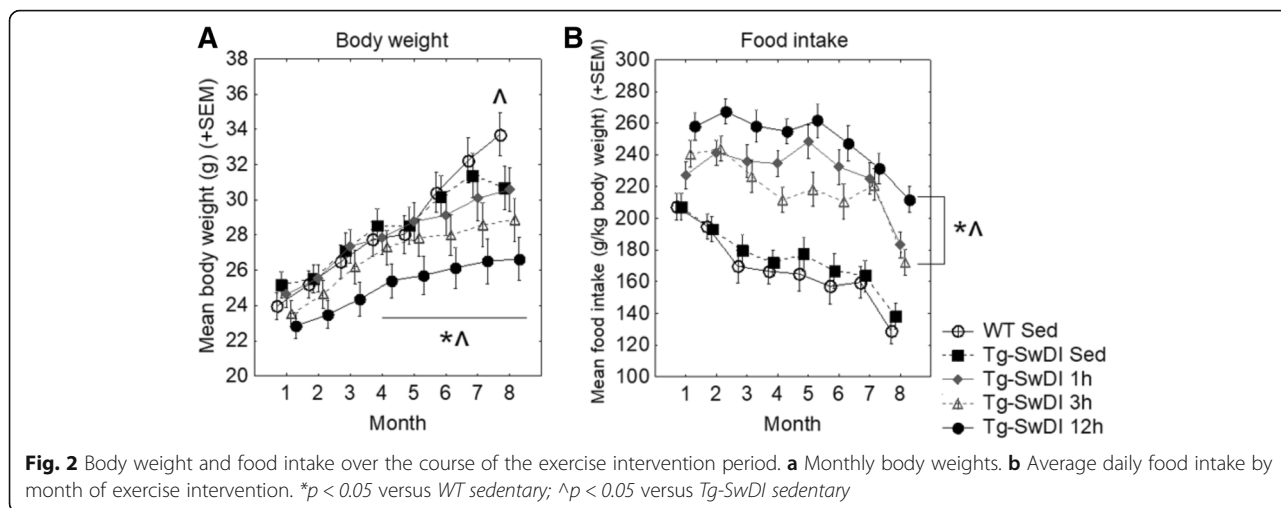 A Body weight
Mean body weight (g) (+SEM)
38
36
34
32
30
28
26
24
22
20
^
*^
1 2 3 4 5 6 7 8
Month
B Food intake
Mean food intake (g/kg body weight) (+SEM)
300
280
260
240
220
200
180
160
140
120
100
*^
1 2 3 4 5 6 7 8
Month
WT Sed
Tg-SwDI Sed
Tg-SwDI 1h
Tg-SwDI 3h
Tg-SwDI 12h
Fig. 2 Body weight and food intake over the course of the exercise intervention period. a Monthly body weights. b Average daily food intake by
month of exercise intervention. *p < 0.05 versus WT sedentary; ^p < 0.05 versus Tg-SwDI sedentary